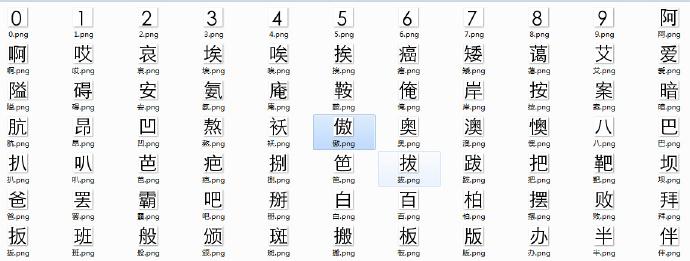 0 1 2 3 4 5 6 7 8 9 阿
0.png 1.png 2.png 3.png 4.png 5.png 6.png 7.png 8.png 9.png 阿.png
啊 哎 哀 埃 唉 挨 癌 矮 蔼 艾 爱
啊.png 哎.png 哀.png 埃.png 唉.png 挨.png 癌.png 矮.png 蔼.png 艾.png 爱.png
隘 碍 安 氨 庵 鞍 俺 岸 按 案 暗
隘.png 碍.png 安.png 氨.png 庵.png 鞍.png 俺.png 岸.png 按.png 案.png 暗.png
肮 昂 凹 熬 袄 傲 奥 澳 懊 八 巴
肮.png 昂.png 凹.png 熬.png 袄.png 傲.png 奥.png 澳.png 懊.png 八.png 巴.png
扒 叭 芭 疤 捌 笆 拔 跋 把 靶 坝
扒.png 叭.png 芭.png 疤.png 捌.png 笆.png 拔.png 跋.png 把.png 靶.png 坝.png
爸 罢 霸 吧 掰 白 百 柏 摆 败 拜
爸.png 罢.png 霸.png 吧.png 掰.png 白.png 百.png 柏.png 摆.png 败.png 拜.png
扳 班 般 颁 斑 搬 板 版 办 半 伴
扳.png 班.png 般.png 颁.png 斑.png 搬.png 板.png 版.png 办.png 半.png 伴.png